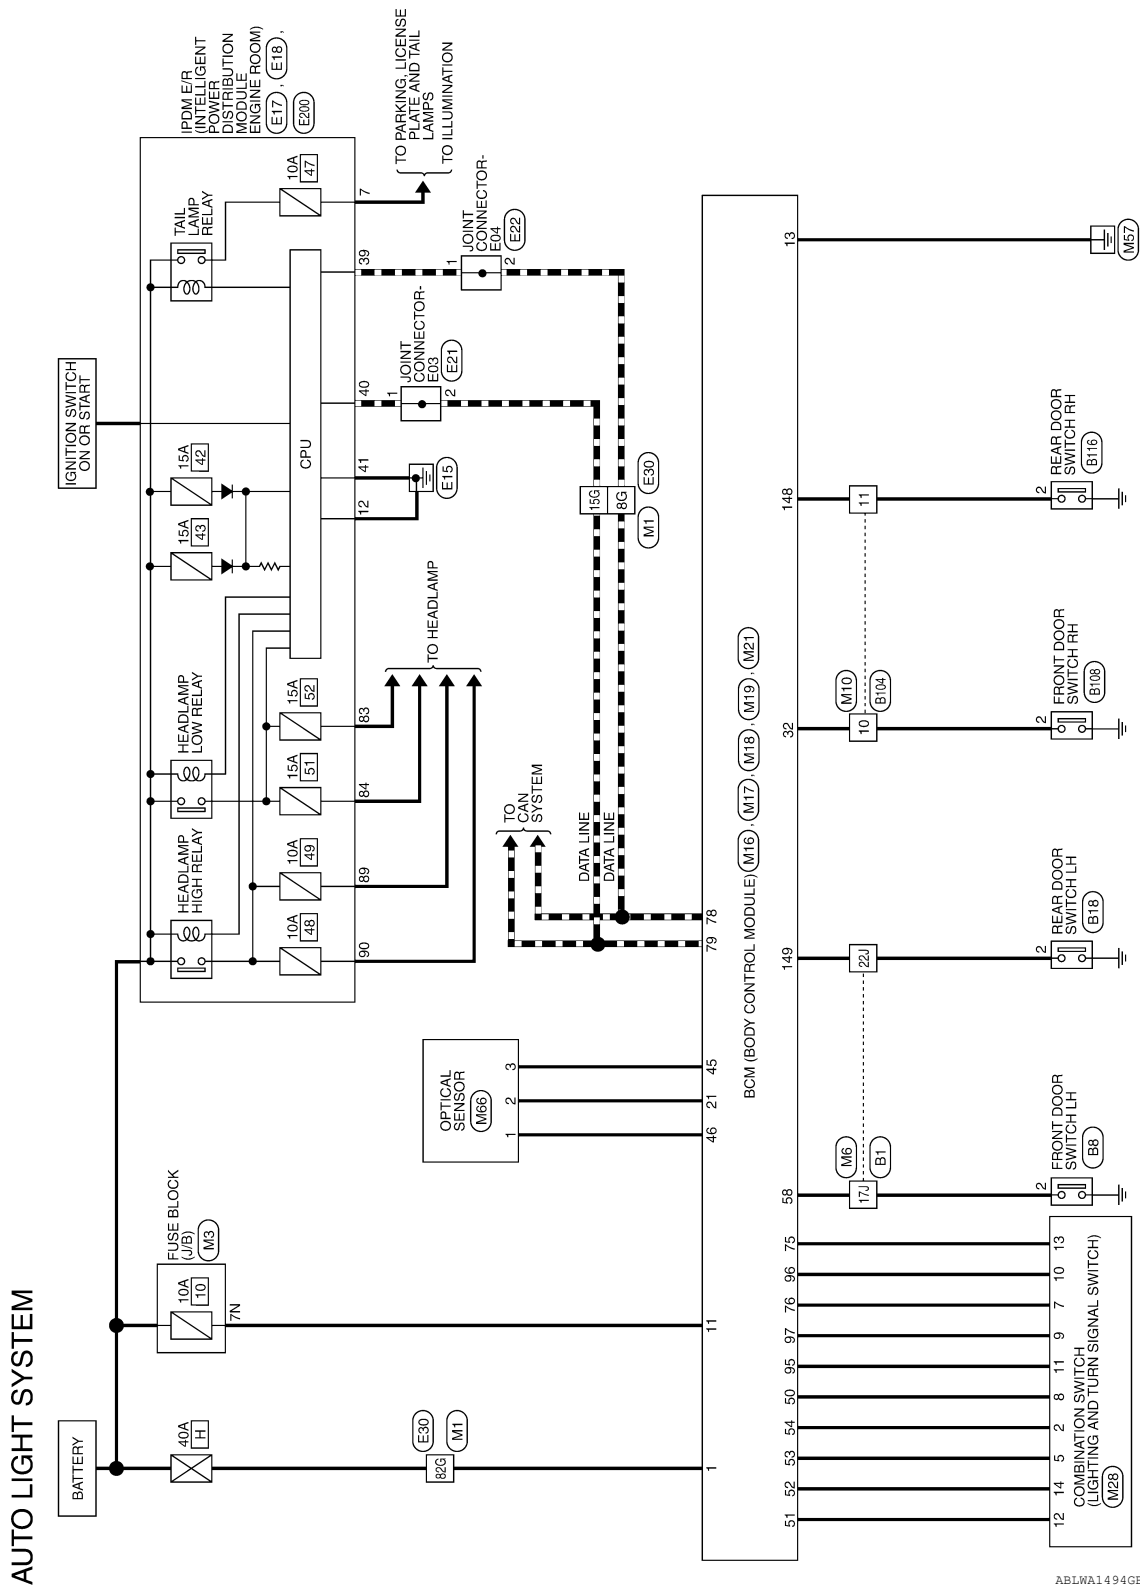 AUTO LIGHT SYSTEM
BATTERY
IGNITION SWITCH
ON OR START
40A
H
10A
10
FUSE BLOCK
(J/B)
M3
7N
E30
M1
82G
HEADLAMP
HIGH RELAY
HEADLAMP
LOW RELAY
10A
48
10A
49
15A
51
15A
52
15A
43
15A
42
CPU
TAIL
LAMP
RELAY
10A
47
IPDM E/R
(INTELLIGENT
POWER
DISTRIBUTION
MODULE
ENGINE ROOM)
E17 , E18 ,
E200
90
89
84
83
12
41
40
39
7
TO HEADLAMP
E15
1
JOINT
CONNECTOR-
E03
E21
2
1
JOINT
CONNECTOR-
E04
E22
2
TO PARKING, LICENSE
PLATE AND TAIL
LAMPS
TO ILLUMINATION
OPTICAL
SENSOR
M66
1
2
3
TO
CAN
SYSTEM
DATA LINE
DATA LINE
15G
8G
M1
E30
1
11
46
21
45
79
78
BCM (BODY CONTROL MODULE) M16 , M17 , M18 , M19 , M21
51
52
53
54
50
95
97
76
96
75
58
149
32
148
13
M6
B1
17J
22J
M10
B104
10
11
M57
12
14
5
2
8
11
9
7
10
13
COMBINATION SWITCH
(LIGHTING AND TURN SIGNAL SWITCH)
M28
2
FRONT DOOR
SWITCH LH
B8
2
REAR DOOR
SWITCH LH
B18
2
FRONT DOOR
SWITCH RH
B108
2
REAR DOOR
SWITCH RH
B116
ABLWA1494GE